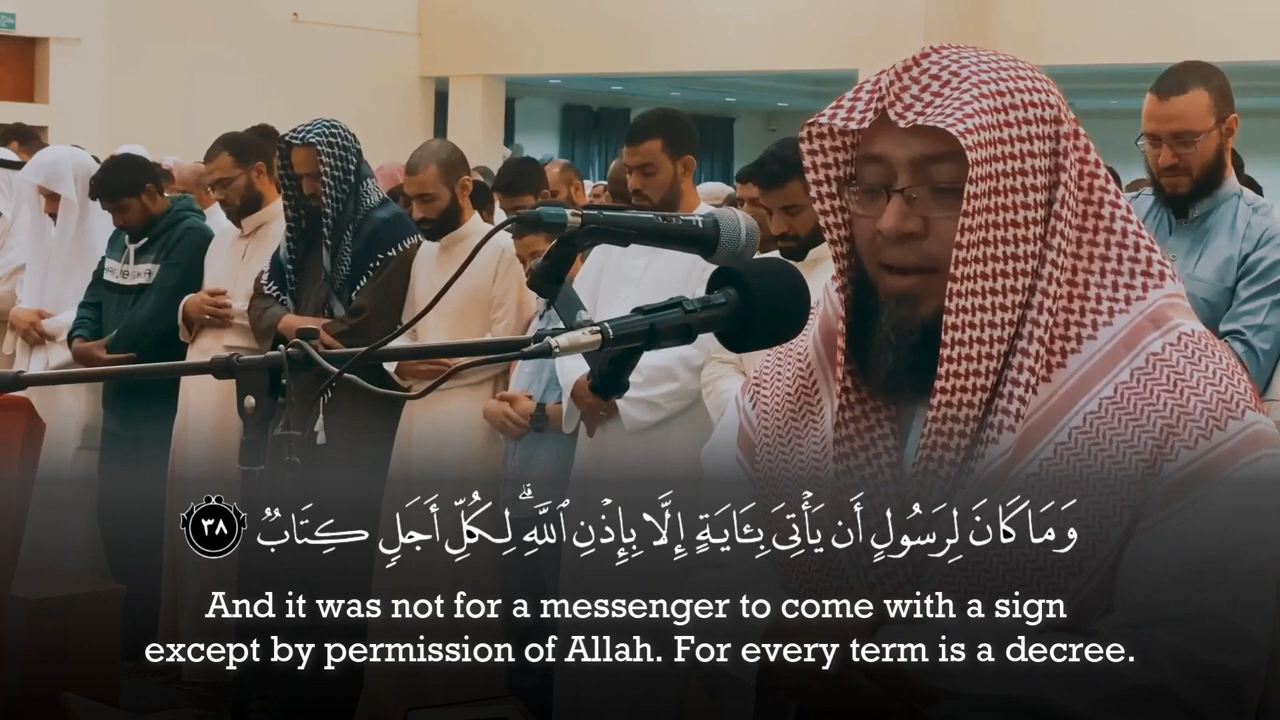 وَمَا كَانَ لِرَسُولٍ أَن يَأْتِىَ بِـَٔايَةٍ إِلَّا بِإِذْنِ ٱللَّهِ ۗ لِكُلِّ أَجَلٍ كِتَابٌ ٣٨
And it was not for a messenger to come with a sign
except by permission of Allah. For every term is a decree.